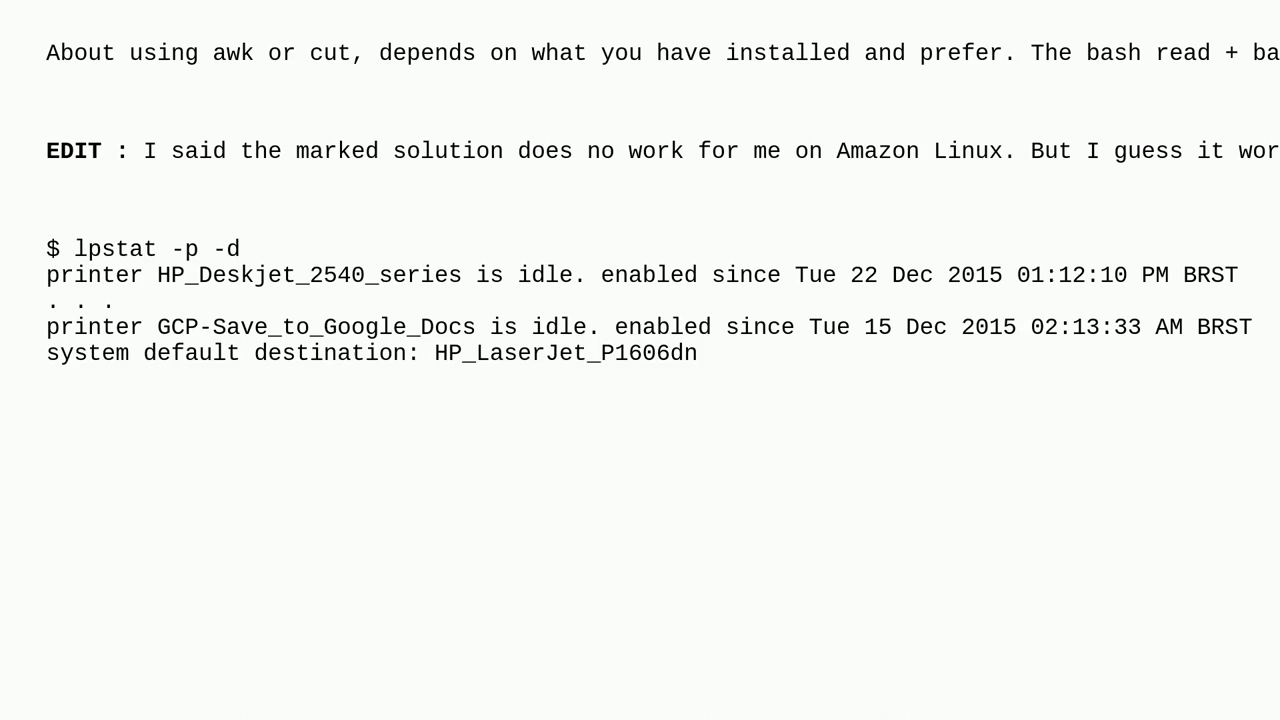 About using awk or cut, depends on what you have installed and prefer. The bash read +
EDIT : I said the marked solution does no work for me on Amazon Linux. But I guess it
$ lpstat -p -d
printer HP_Deskjet_2540_series is idle. enabled since Tue 22 Dec 2015 01:12:10 PM BRST
. . .
printer GCP-Save_to_Google_Docs is idle. enabled since Tue 15 Dec 2015 02:13:33 AM BRST
system default destination: HP_LaserJet_P1606dn